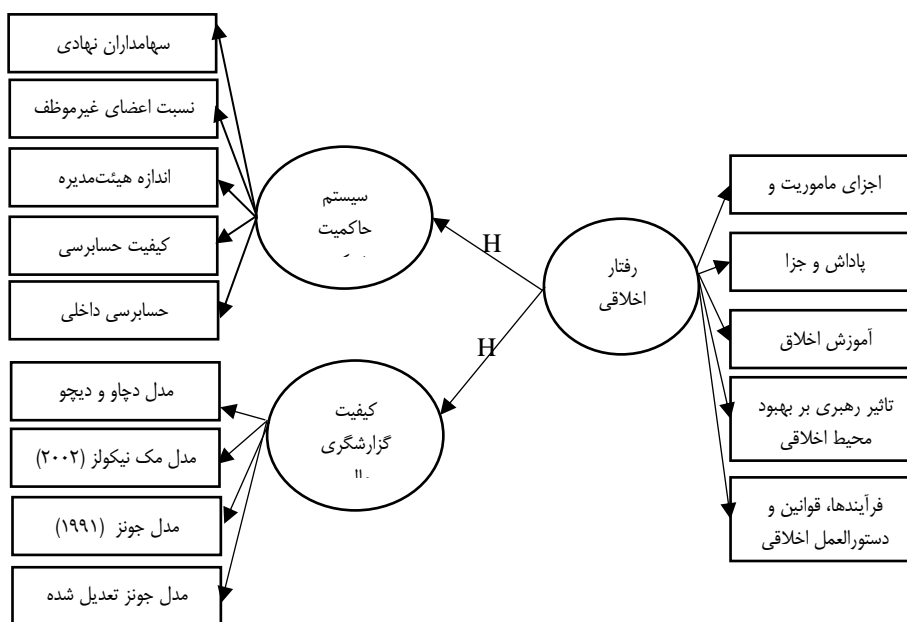 سهامداران نهادی
نسبت اعضای غیرموظف
اندازه هیئت‌مدیره
کیفیت حسابرسی
حسابرسی داخلی
سیستم
حاکمیت
H
H
رفتار
اخلاقی
اجزای ماموریت و
پاداش و جزا
آموزش اخلاق
تاثیر رهبری بر بهبود
محیط اخلاقی
فرآیندها، قوانین و
دستورالعمل اخلاقی
کیفیت
گزارشگری
مدل دچاو و دیچو
مدل مک نیکولز (۲۰۰۲)
مدل جونز (۱۹۹۱)
مدل جونز تعدیل شده